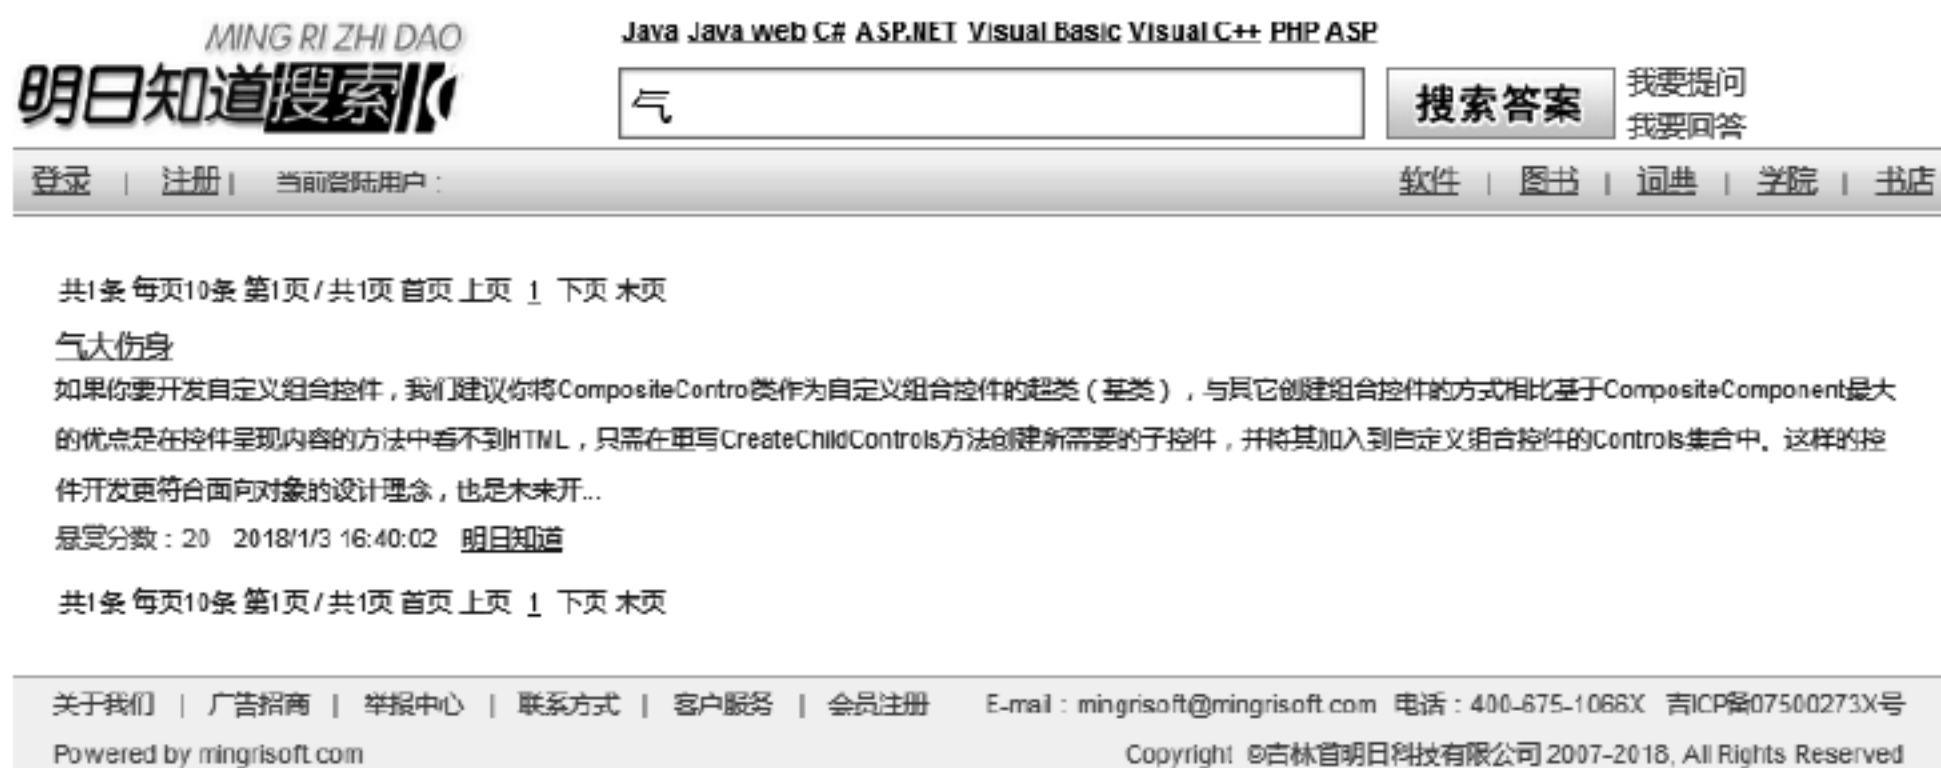 MING RI ZHI DAO
明日知道搜索
Java Java web C# ASP.NET Visual Basic Visual C++ PHP ASP
气
搜索答案
我要提问
我要回答
登录 | 注册 | 当前登陆用户：
软件 | 图书 | 词典 | 学院 | 书店
共1条 每页10条 第1页 / 共1页 首页 上页 1 下页 末页
气大伤身
如果你要开发自定义组合控件，我们建议你将CompositeContro类作为自定义组合控件的超类（基类），与其它创建组合控件的方式相比基于CompositeComponent最大
的优点是在控件呈现内容的方法中看不到HTML，只需在重写CreateChildControls方法创建所需要的子控件，并将其加入到自定义组合控件的Controls集合中。这样的控
件开发更符合面向对象的设计理念，也是未来开...
悬赏分数：20 2018/1/3 16:40:02 明日知道
共1条 每页10条 第1页 / 共1页 首页 上页 1 下页 末页
关于我们 | 广告招商 | 举报中心 | 联系方式 | 客户服务 | 会员注册 E-mail：mingrisoft@mingrisoft.com 电话：400-675-1066X 吉ICP备07500273X号
Powered by mingrisoft.com Copyright ©吉林省明日科技有限公司 2007-2018, All Rights Reserved